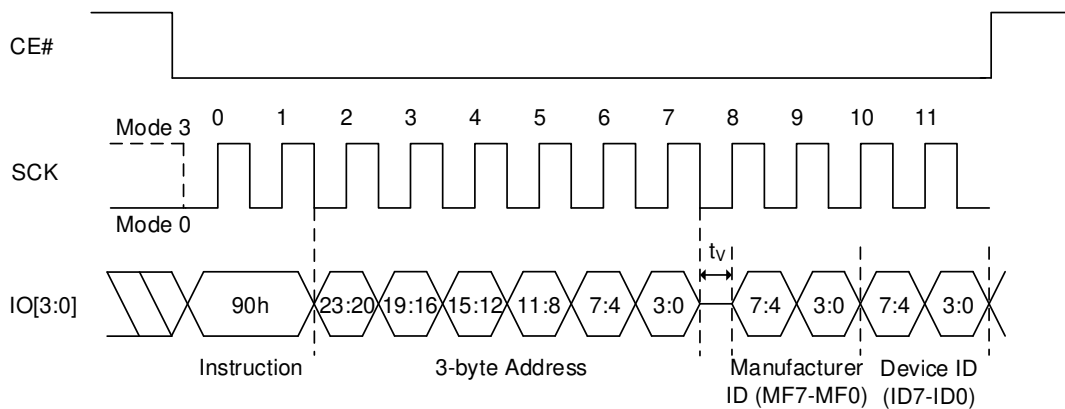 CE#
0 1 2 3 4 5 6 7 8 9 10 11
Mode 3
SCK
Mode 0
tV
IO[3:0] 90h 23:20 19:16 15:12 11:8 7:4 3:0 7:4 3:0 7:4 3:0
Instruction 3-byte Address Manufacturer Device ID
ID (MF7-MF0) (ID7-ID0)